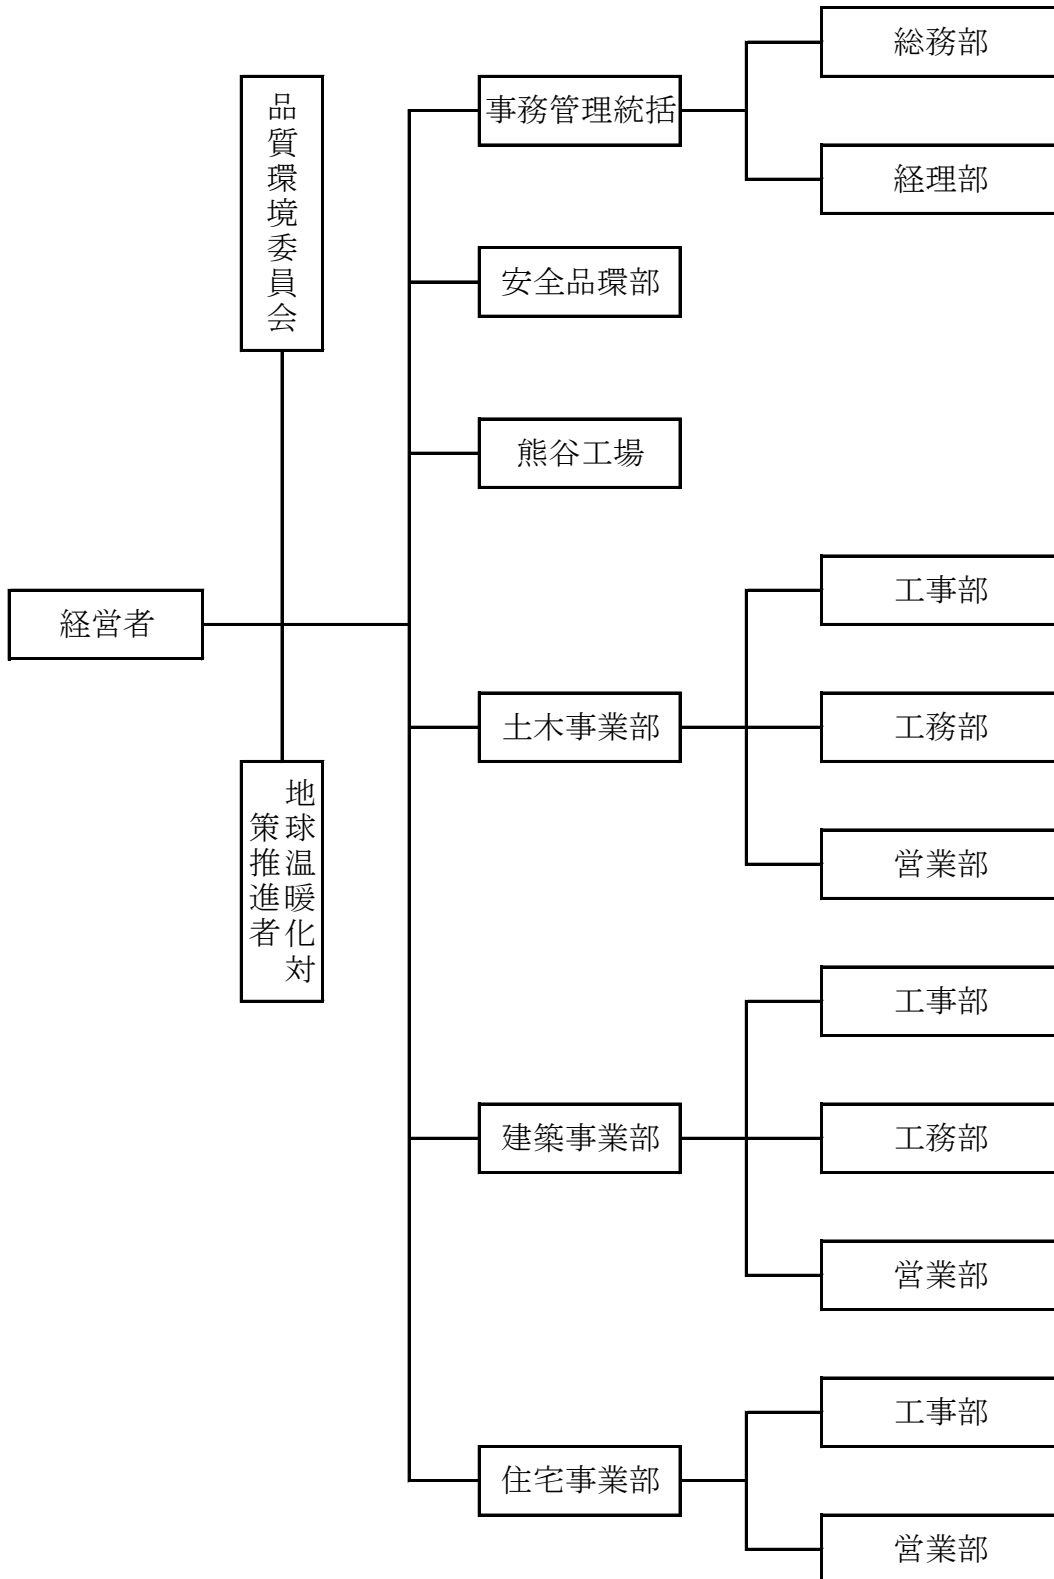 総務部
品質環境委員会
事務管理統括
経理部
安全品環部
熊谷工場
工事部
経営者
土木事業部
工務部
地球温暖化対
策推進者
営業部
工事部
建築事業部
工務部
営業部
工事部
住宅事業部
営業部